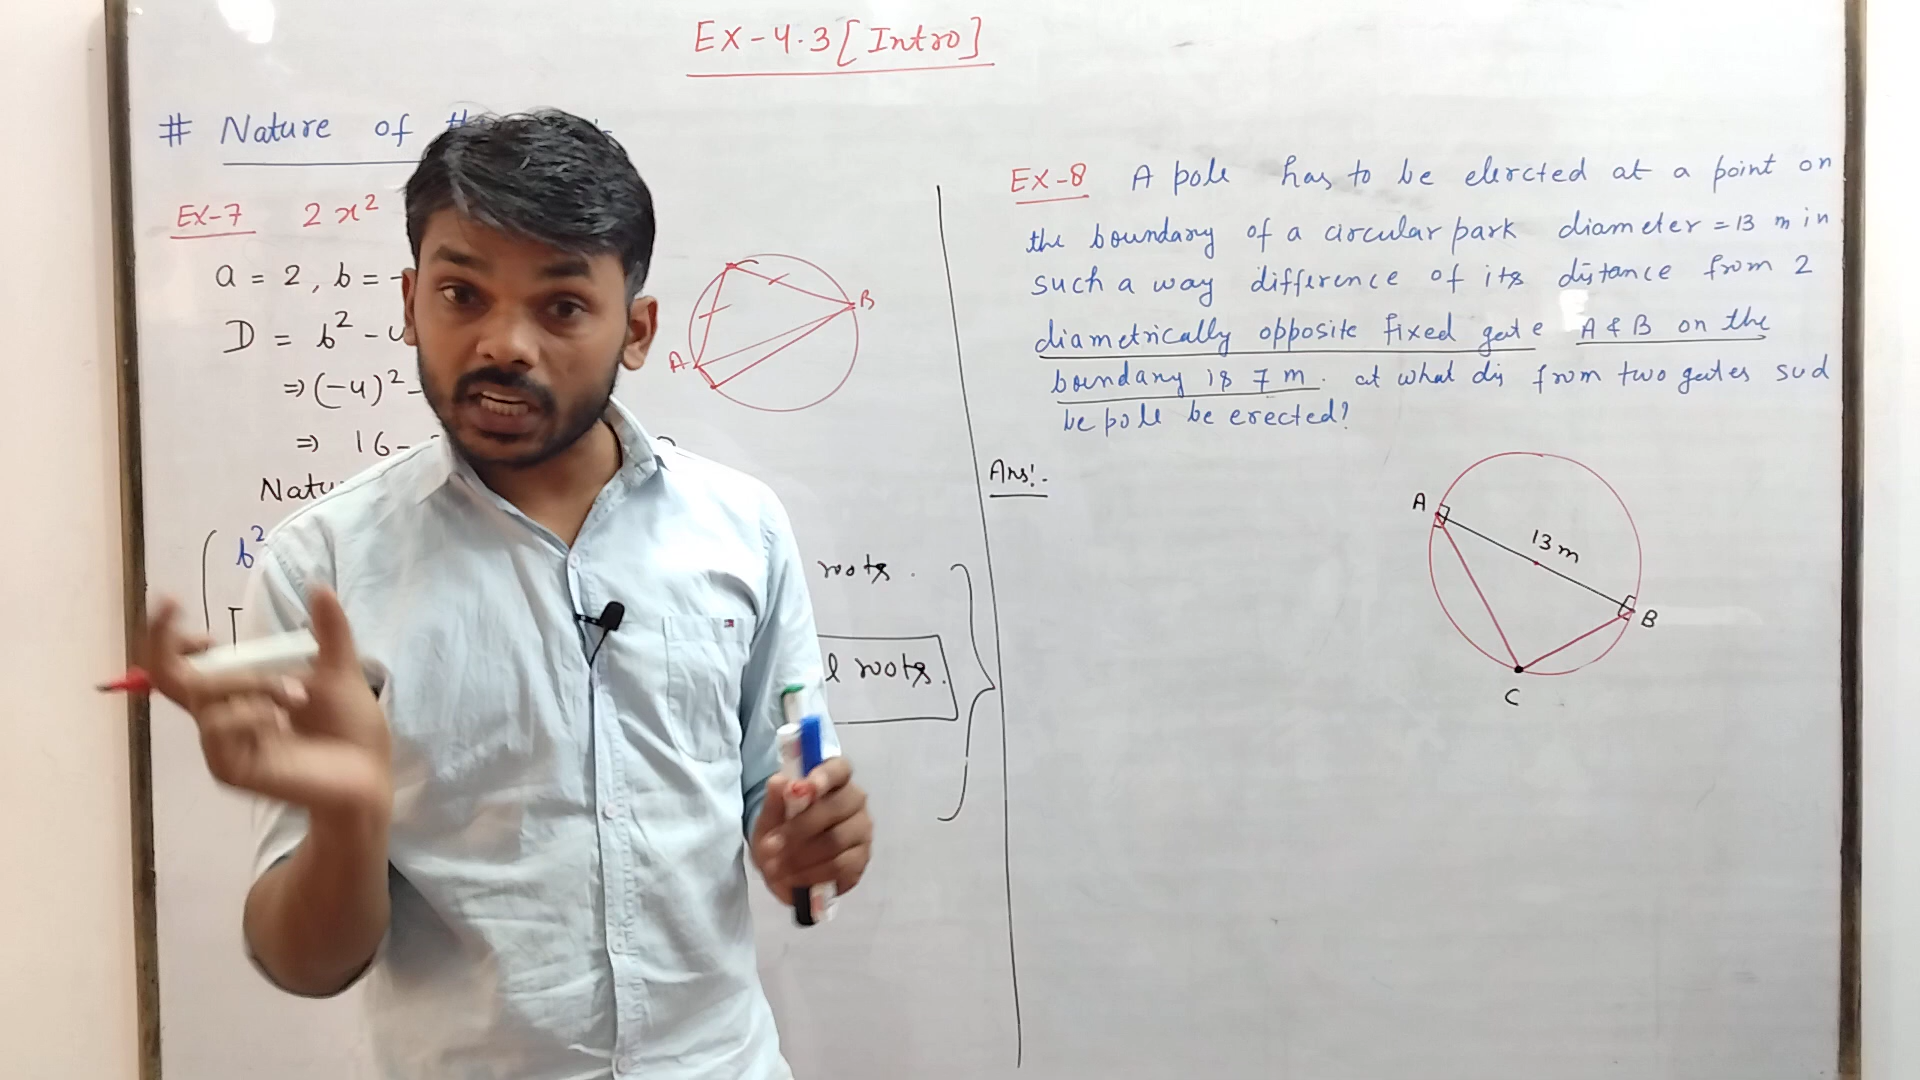 Ex-4.3 [Intro]
# Nature of
Ex-7 2x²
a = 2, b = -
D = b² - 4
⇒ (-4)² -
⇒ 16 -
Natu
b²
roots.
l roots.
A
B
Ex-8 A pole has to be elercted at a point on
the boundary of a circular park diameter = 13 m in
such a way difference of its distance from 2
diametrically opposite fixed gate A & B on the
boundary is 7 m. at what dis from two gates sud
be pole be erected?
Ans:-
A
13 m
B
C